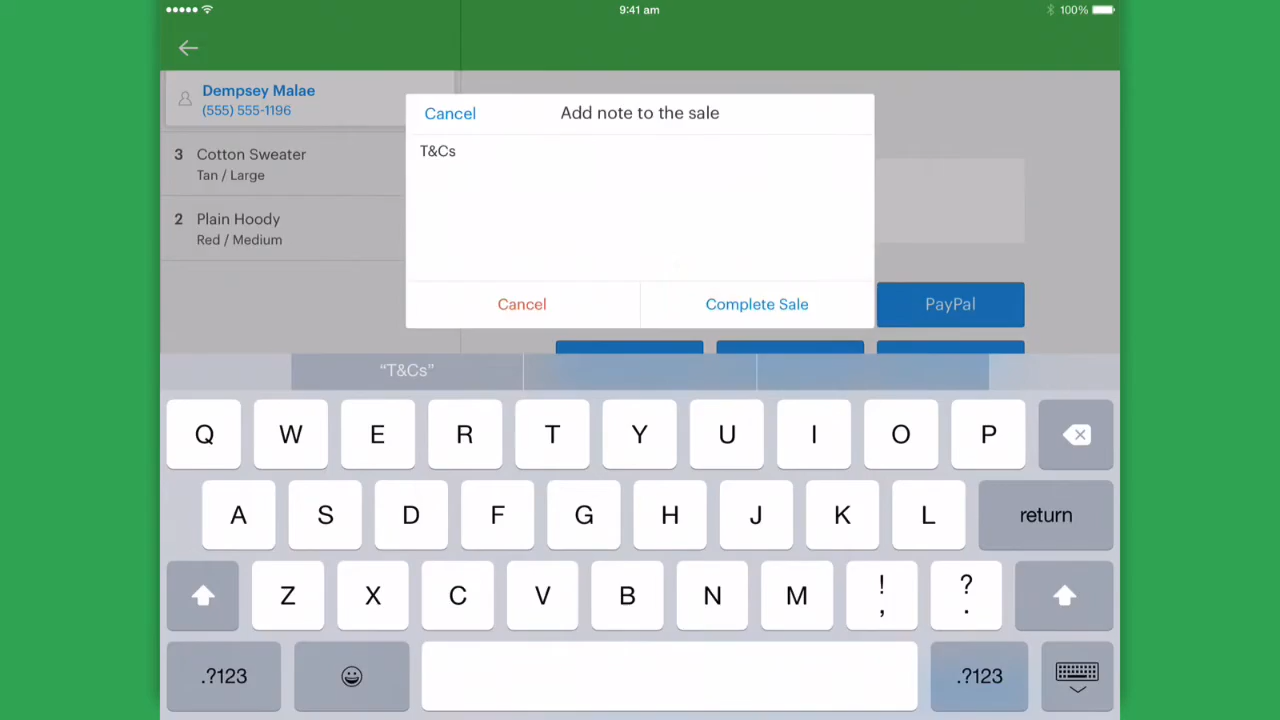 9:41 am
100%
Dempsey Malae
(555) 555-1196
3 Cotton Sweater
Tan / Large
2 Plain Hoody
Red / Medium
Cancel Add note to the sale
T&Cs
Cancel Complete Sale
PayPal
“T&Cs”
Q W E R T Y U I O P
A S D F G H J K L return
Z X C V B N M ! , ? .
.?123 .?123